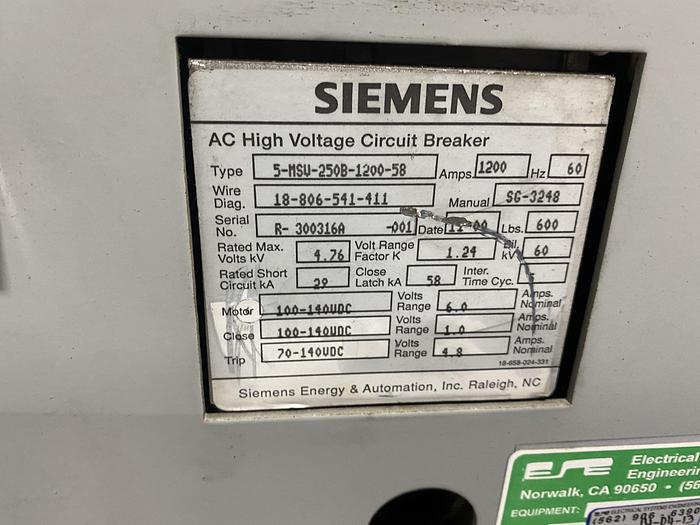 SIEMENS
AC High Voltage Circuit Breaker
Type 5-MSV-250B-1200-58 Amps. 1200 Hz 60
Wire Diag. 18-806-541-411 Manual SG-3248
Serial No. R- 300316A -001 Date Lbs. 600
Rated Max. Volts kV 4.76 Volt Range Factor K 1.24 Bil. kV 60
Rated Short Circuit kA 29 Close Latch kA 58 Inter. Time Cyc. 5
Motor 100-140VDC Volts Range 6.0 Amps. Nominal
Close 100-140VDC Volts Range 1.0 Amps. Nominal
Trip 70-140VDC Volts Range 4.8 Amps. Nominal
18-658-024-331
Siemens Energy & Automation, Inc. Raleigh, NC
ESE Electrical
Engineerin
Norwalk, CA 90650 • (56
EQUIPMENT:
ELECTRICAL SYSTEMS ENGINEERING